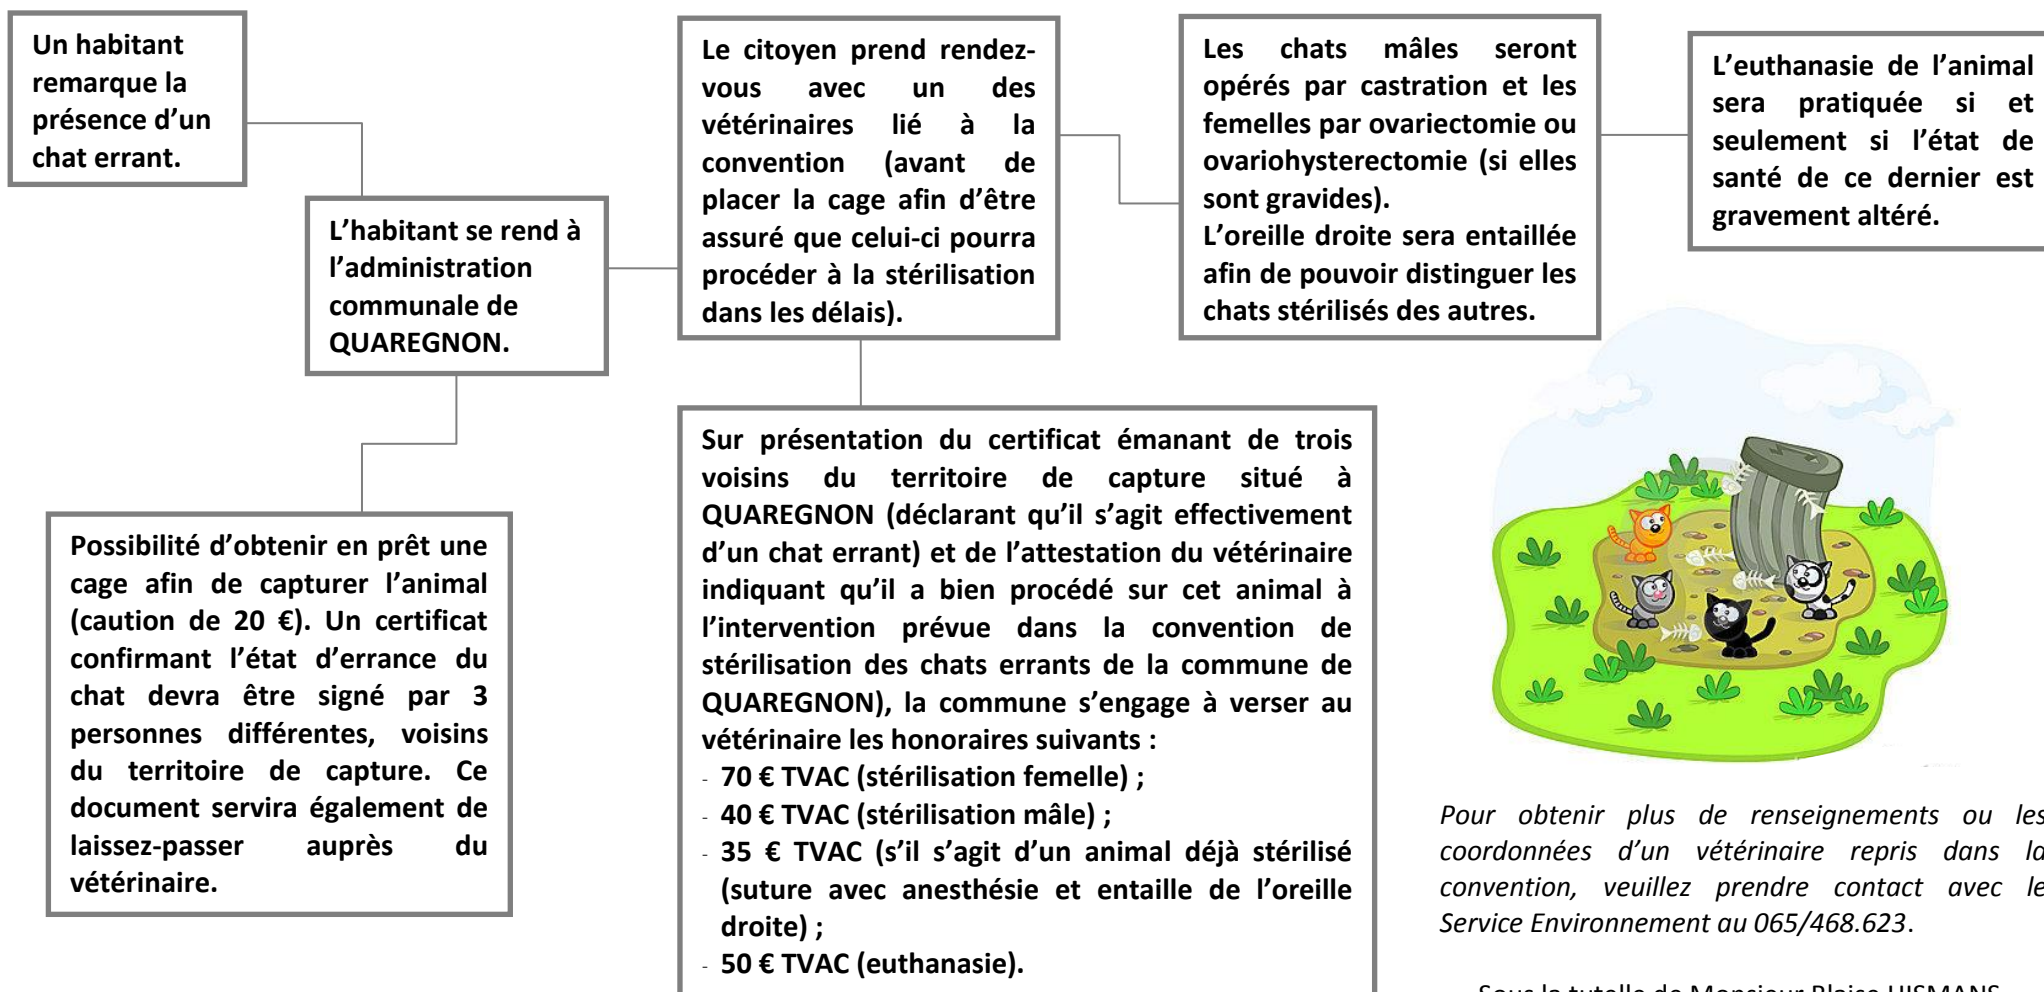 Un habitant
remarque la
présence d’un
chat errant.
L’habitant se rend à
l’administration
communale de
QUAREGNON.
Possibilité d’obtenir en prêt une
cage afin de capturer l’animal
(caution de 20 €). Un certificat
confirmant l’état d’errance du
chat devra être signé par 3
personnes différentes, voisins
du territoire de capture. Ce
document servira également de
laissez-passer auprès du
vétérinaire.
Le citoyen prend rendez-
vous avec un des
vétérinaires lié à la
convention (avant de
placer la cage afin d’être
assuré que celui-ci pourra
procéder à la stérilisation
dans les délais).
Sur présentation du certificat émanant de trois
voisins du territoire de capture situé à
QUAREGNON (déclarant qu’il s’agit effectivement
d’un chat errant) et de l’attestation du vétérinaire
indiquant qu’il a bien procédé sur cet animal à
l’intervention prévue dans la convention de
stérilisation des chats errants de la commune de
QUAREGNON), la commune s’engage à verser au
vétérinaire les honoraires suivants :
- 70 € TVAC (stérilisation femelle) ;
- 40 € TVAC (stérilisation mâle) ;
- 35 € TVAC (s’il s’agit d’un animal déjà stérilisé
(suture avec anesthésie et entaille de l’oreille
droite) ;
- 50 € TVAC (euthanasie).
Les chats mâles seront
opérés par castration et les
femelles par ovariectomie ou
ovariohysterectomie (si elles
sont gravides).
L’oreille droite sera entaillée
afin de pouvoir distinguer les
chats stérilisés des autres.
L’euthanasie de l’animal
sera pratiquée si et
seulement si l’état de
santé de ce dernier est
gravement altéré.
Pour obtenir plus de renseignements ou les
coordonnées d’un vétérinaire repris dans la
convention, veuillez prendre contact avec le
Service Environnement au 065/468.623.
Sous la tutelle de Monsieur Blaise HISMANS